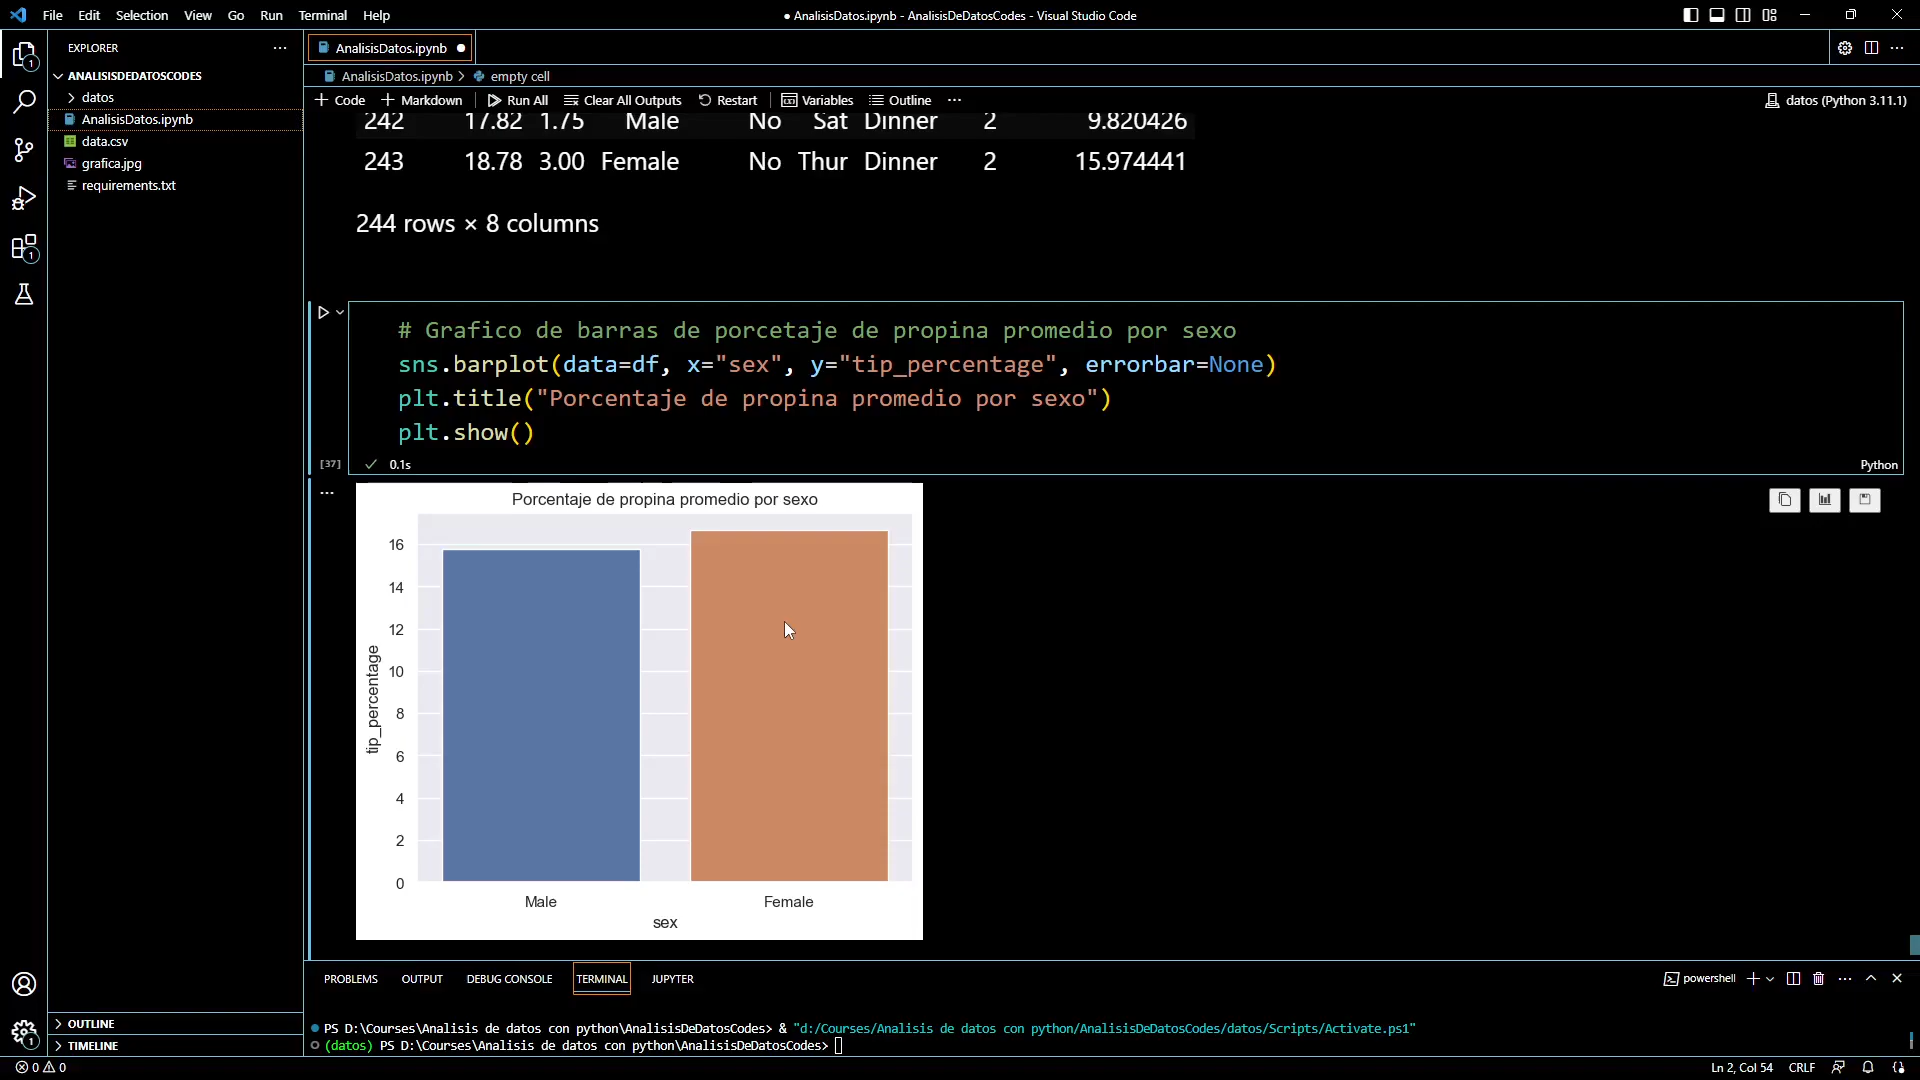 File Edit Selection View Go Run Terminal Help
● AnalisisDatos.ipynb - AnalisisDeDatosCodes - Visual Studio Code
EXPLORER
ANALISISDEDATOSCODES
datos
AnalisisDatos.ipynb
data.csv
grafica.jpg
requirements.txt
OUTLINE
TIMELINE
AnalisisDatos.ipynb
AnalisisDatos.ipynb > empty cell
+ Code + Markdown Run All Clear All Outputs Restart Variables Outline ...
datos (Python 3.11.1)
242 17.82 1.75 Male No Sat Dinner 2 9.820426
243 18.78 3.00 Female No Thur Dinner 2 15.974441
244 rows × 8 columns
# Grafico de barras de porcetaje de propina promedio por sexo
sns.barplot(data=df, x="sex", y="tip_percentage", errorbar=None)
plt.title("Porcentaje de propina promedio por sexo")
plt.show()
[37] 0.1s
Python
Porcentaje de propina promedio por sexo
16
14
12
10
8
6
4
2
0
tip_percentage
Male Female
sex
PROBLEMS OUTPUT DEBUG CONSOLE TERMINAL JUPYTER
powershell
PS D:\Courses\Analisis de datos con python\AnalisisDeDatosCodes> & "d:/Courses/Analisis de datos con python/AnalisisDeDatosCodes/datos/Scripts/Activate.ps1"
(datos) PS D:\Courses\Analisis de datos con python\AnalisisDeDatosCodes>
1
1
1
0 0
Ln 2, Col 54 CRLF